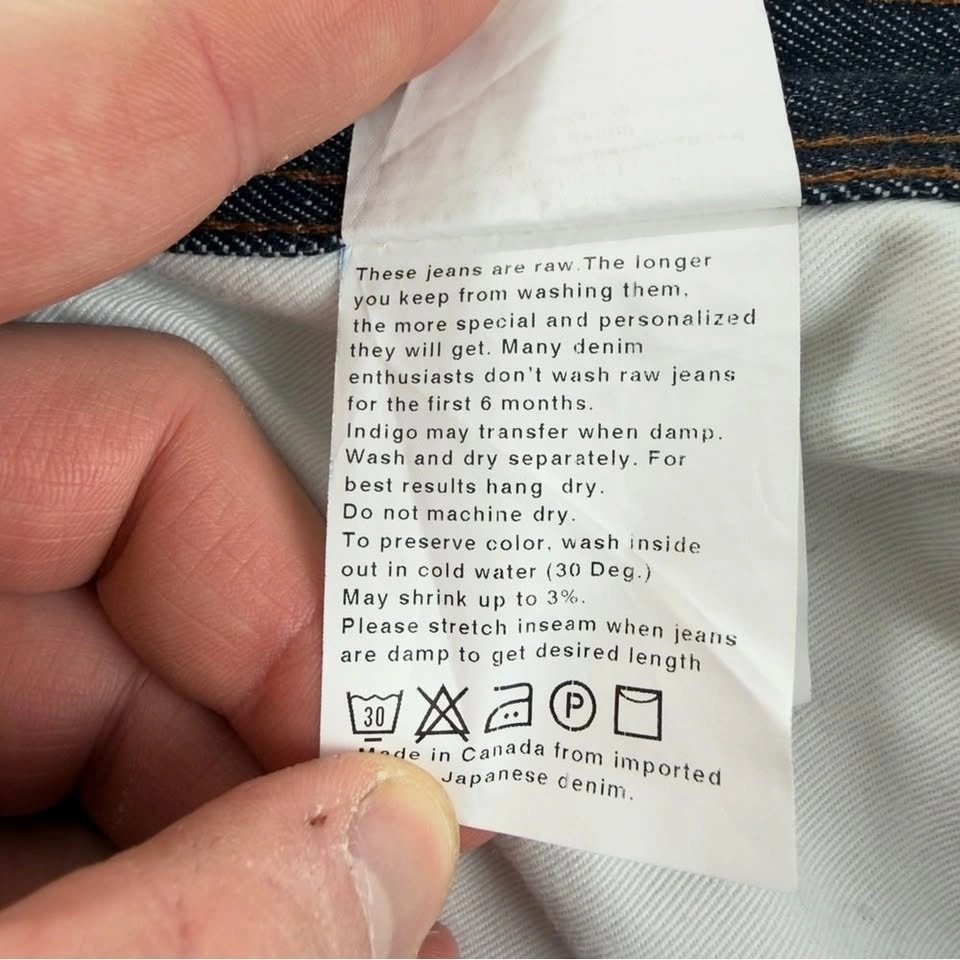 These jeans are raw.The longer
you keep from washing them,
the more special and personalized
they will get. Many denim
enthusiasts don't wash raw jeans
for the first 6 months.
Indigo may transfer when damp.
Wash and dry separately. For
best results hang dry.
Do not machine dry.
To preserve color, wash inside
out in cold water (30 Deg.)
May shrink up to 3%.
Please stretch inseam when jeans
are damp to get desired length
30 P
Made in Canada from imported
Japanese denim.